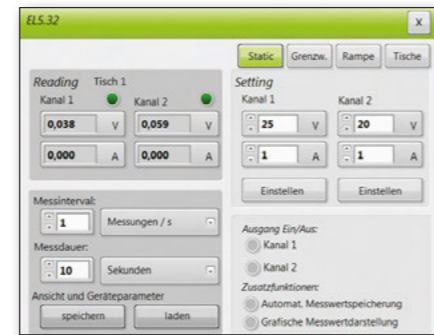 ELS.32
x
Static Grenzw. Rampe Tische
Reading Tisch 1
Kanal 1 Kanal 2
0,038 V 0,059 V
0,000 A 0,000 A
Setting
Kanal 1 Kanal 2
25 V 20 V
1 A 1 A
Einstellen Einstellen
Messinterval:
1 Messungen / s
Messdauer:
10 Sekunden
Ansicht und Geräteparameter
speichern laden
Ausgang Ein/Aus:
Kanal 1
Kanal 2
Zusatzfunktionen:
Automat. Messwertspeicherung
Grafische Messwertdarstellung